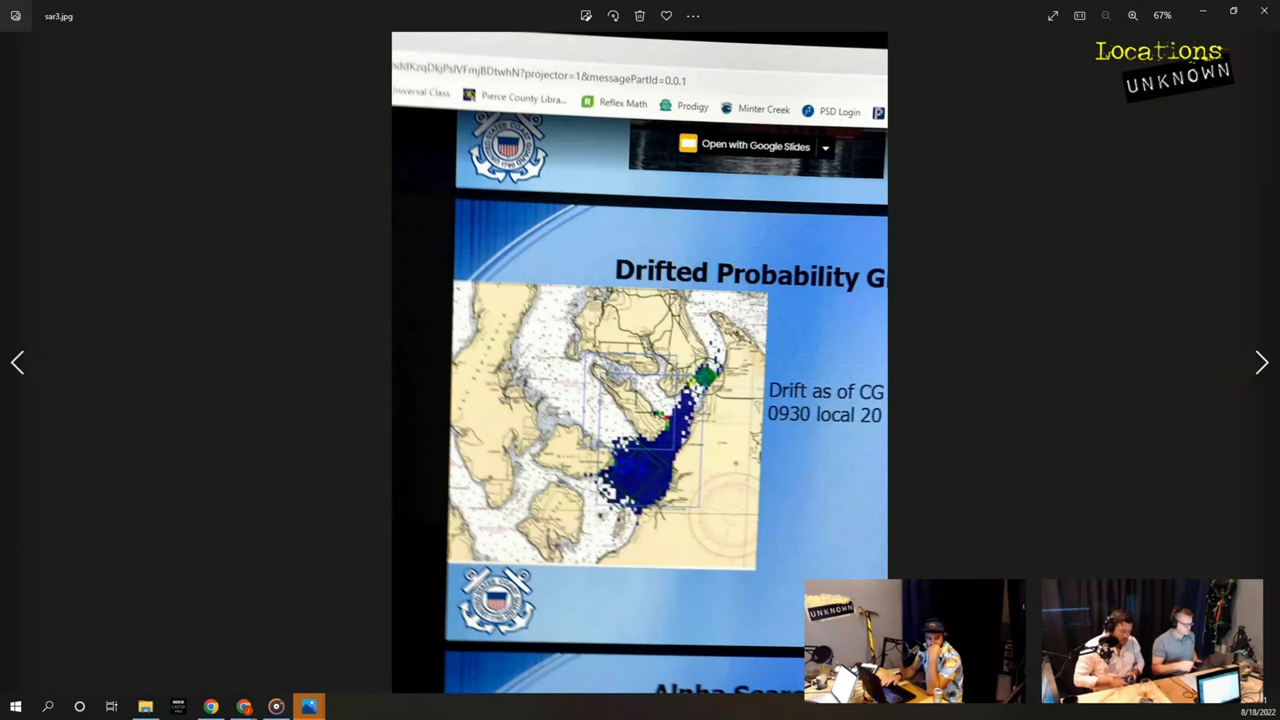 sar3.jpg
67%
Locations
UNKNOWN
?projector=1&messagePartId=0.0.1
niversal Class
Pierce County Libra...
Reflex Math
Prodigy
Minter Creek
PSD Login
Open with Google Slides
Drifted Probability G
Drift as of CG
0930 local 20
UNKNOWN
8/18/2022